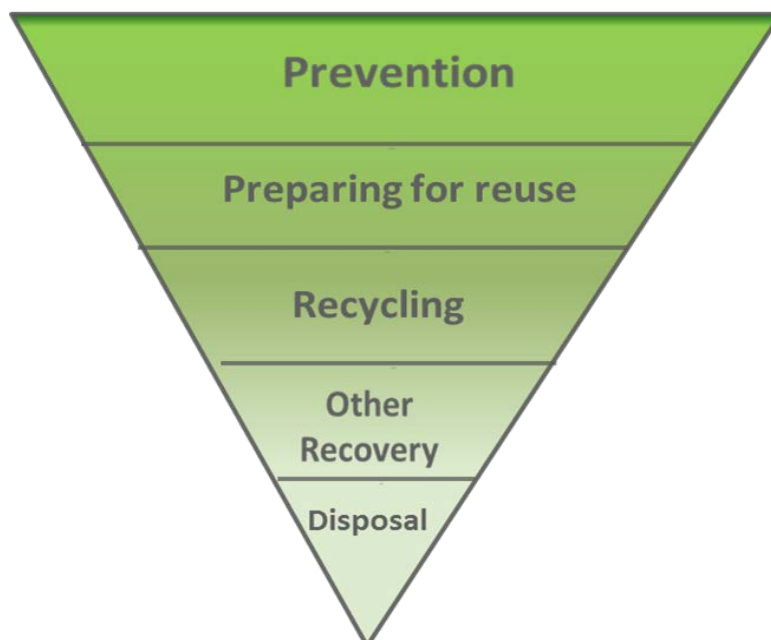 Prevention
Preparing for reuse
Recycling
Other
Recovery
Disposal